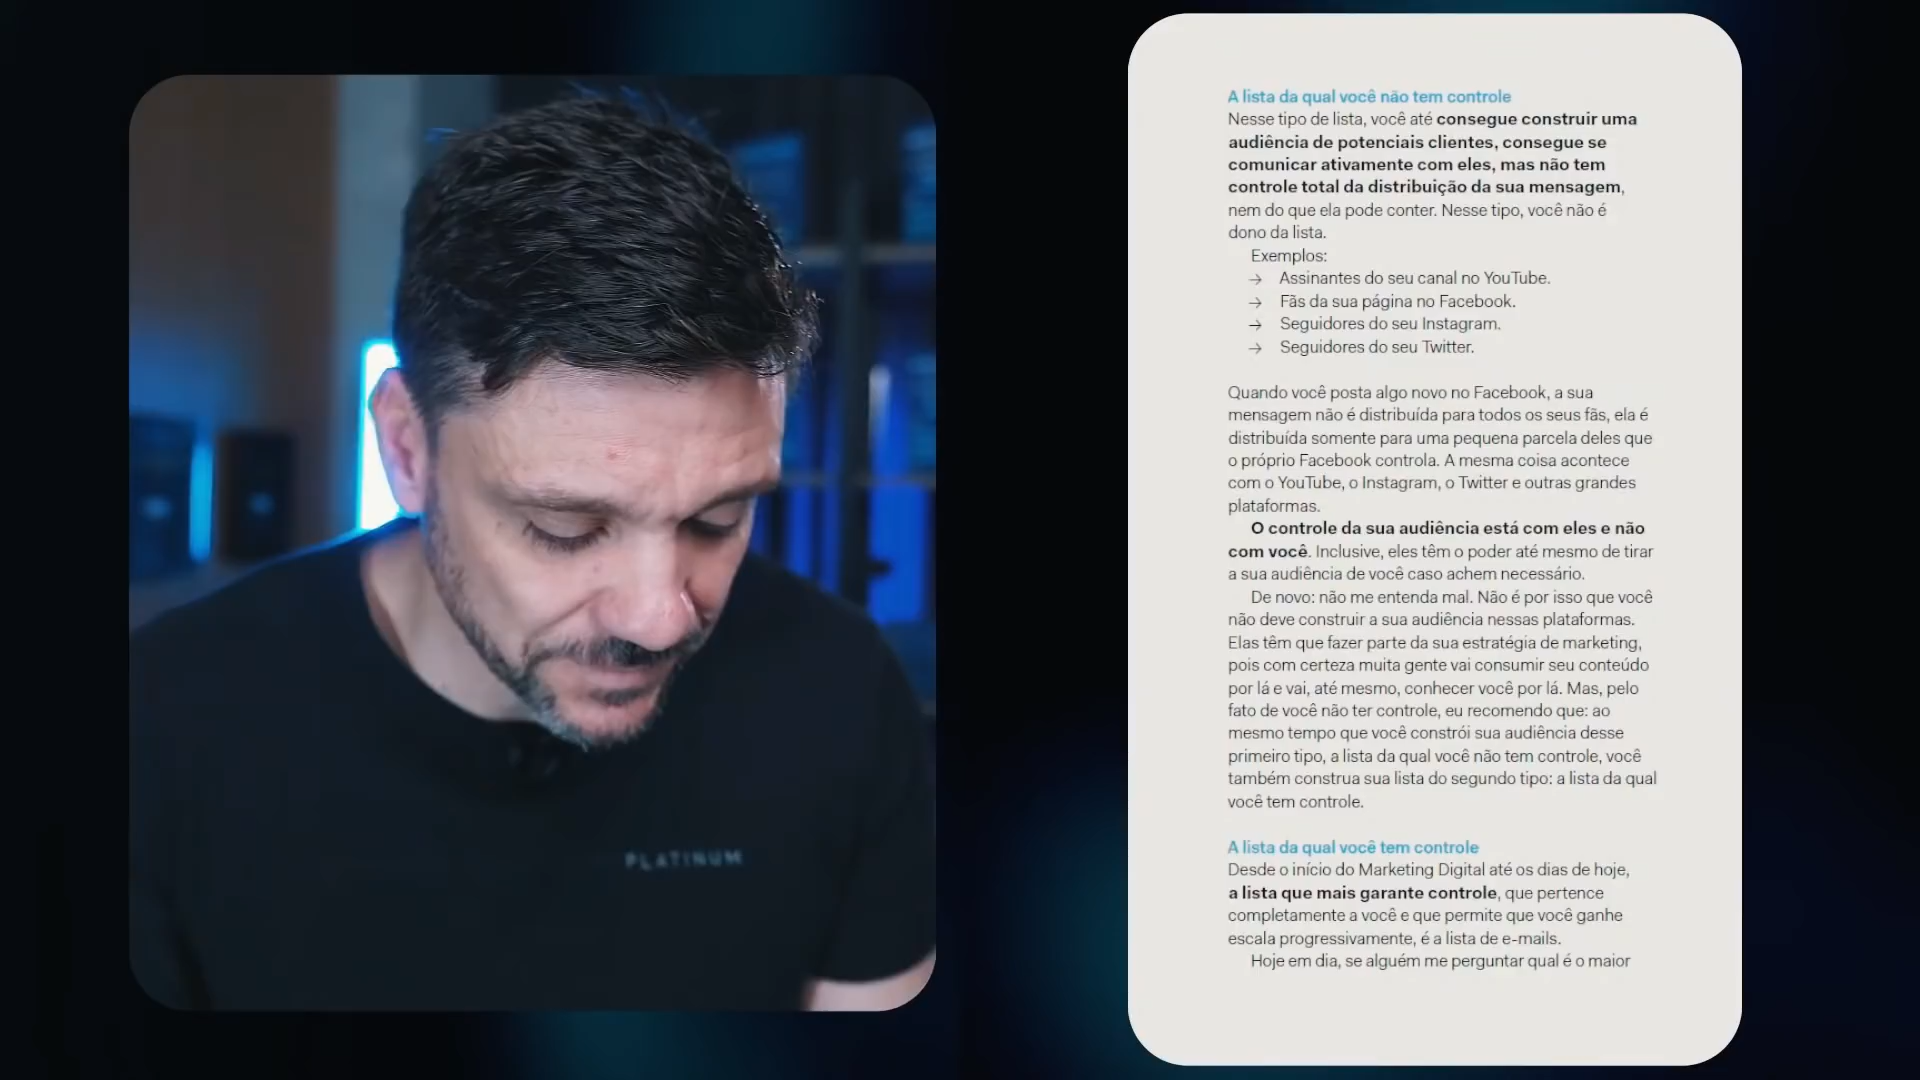 PLATINUM
A lista da qual você não tem controle
Nesse tipo de lista, você até consegue construir uma
audiência de potenciais clientes, consegue se
comunicar ativamente com eles, mas não tem
controle total da distribuição da sua mensagem,
nem do que ela pode conter. Nesse tipo, você não é
dono da lista.
Exemplos:
→ Assinantes do seu canal no YouTube.
→ Fãs da sua página no Facebook.
→ Seguidores do seu Instagram.
→ Seguidores do seu Twitter.
Quando você posta algo novo no Facebook, a sua
mensagem não é distribuída para todos os seus fãs, ela é
distribuída somente para uma pequena parcela deles que
o próprio Facebook controla. A mesma coisa acontece
com o YouTube, o Instagram, o Twitter e outras grandes
plataformas.
O controle da sua audiência está com eles e não
com você. Inclusive, eles têm o poder até mesmo de tirar
a sua audiência de você caso achem necessário.
De novo: não me entenda mal. Não é por isso que você
não deve construir a sua audiência nessas plataformas.
Elas têm que fazer parte da sua estratégia de marketing,
pois com certeza muita gente vai consumir seu conteúdo
por lá e vai, até mesmo, conhecer você por lá. Mas, pelo
fato de você não ter controle, eu recomendo que: ao
mesmo tempo que você constrói sua audiência desse
primeiro tipo, a lista da qual você não tem controle, você
também construa sua lista do segundo tipo: a lista da qual
você tem controle.
A lista da qual você tem controle
Desde o início do Marketing Digital até os dias de hoje,
a lista que mais garante controle, que pertence
completamente a você e que permite que você ganhe
escala progressivamente, é a lista de e-mails.
Hoje em dia, se alguém me perguntar qual é o maior